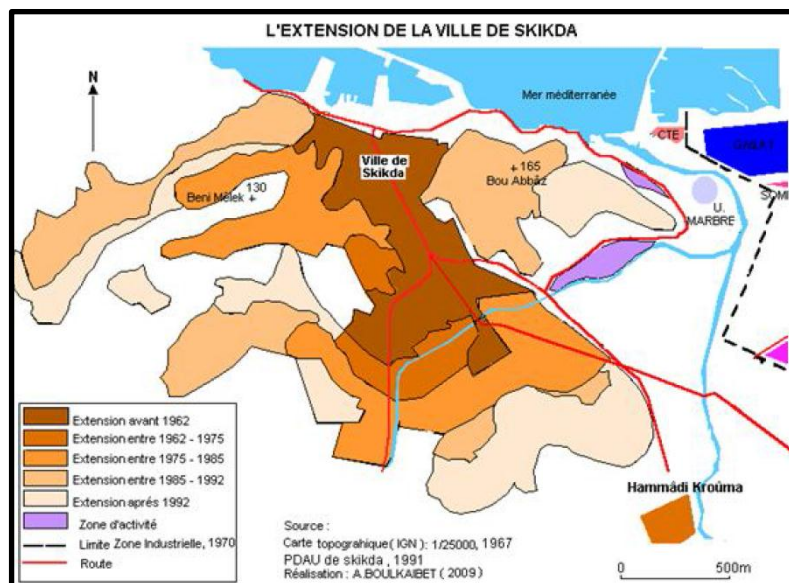 L'EXTENSION DE LA VILLE DE SKIKDA
N
Mer méditerranée
CTE
Ville de
Skikda
165
Bou Abbàz
130
Beni Mélek
U.
MARBRE
Hammâdi Kroûma
Extension avant 1962
Extension entre 1962 - 1975
Extension entre 1975 - 1985
Extension entre 1985 - 1992
Extension aprés 1992
Zone d'activité
Limite Zone Industrielle, 1970
Route
Source :
Carte topograhique ( IGN ): 1/25000, 1967
PDAU de skikda , 1991
Réalisation : A.BOULKAIBET ( 2009 )
0 500m